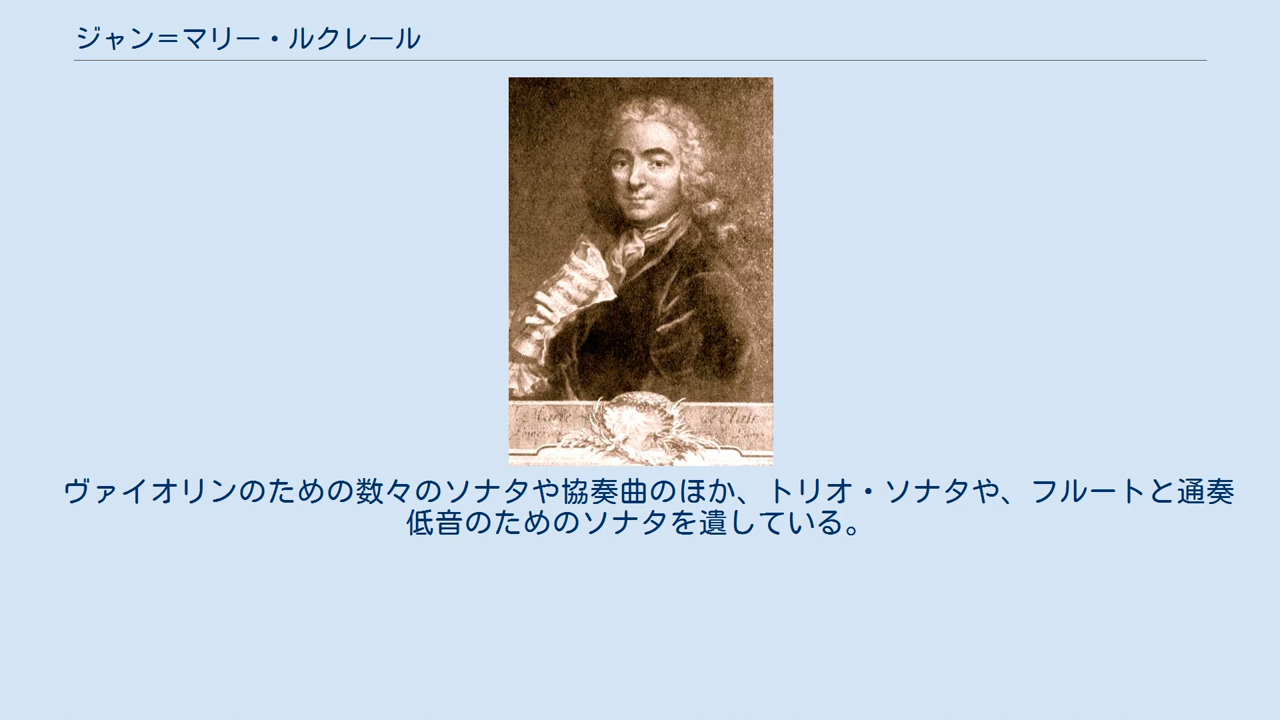 ジャン＝マリー・ルクレール
ヴァイオリンのための数々のソナタや協奏曲のほか、トリオ・ソナタや、フルートと通奏
低音のためのソナタを遺している。